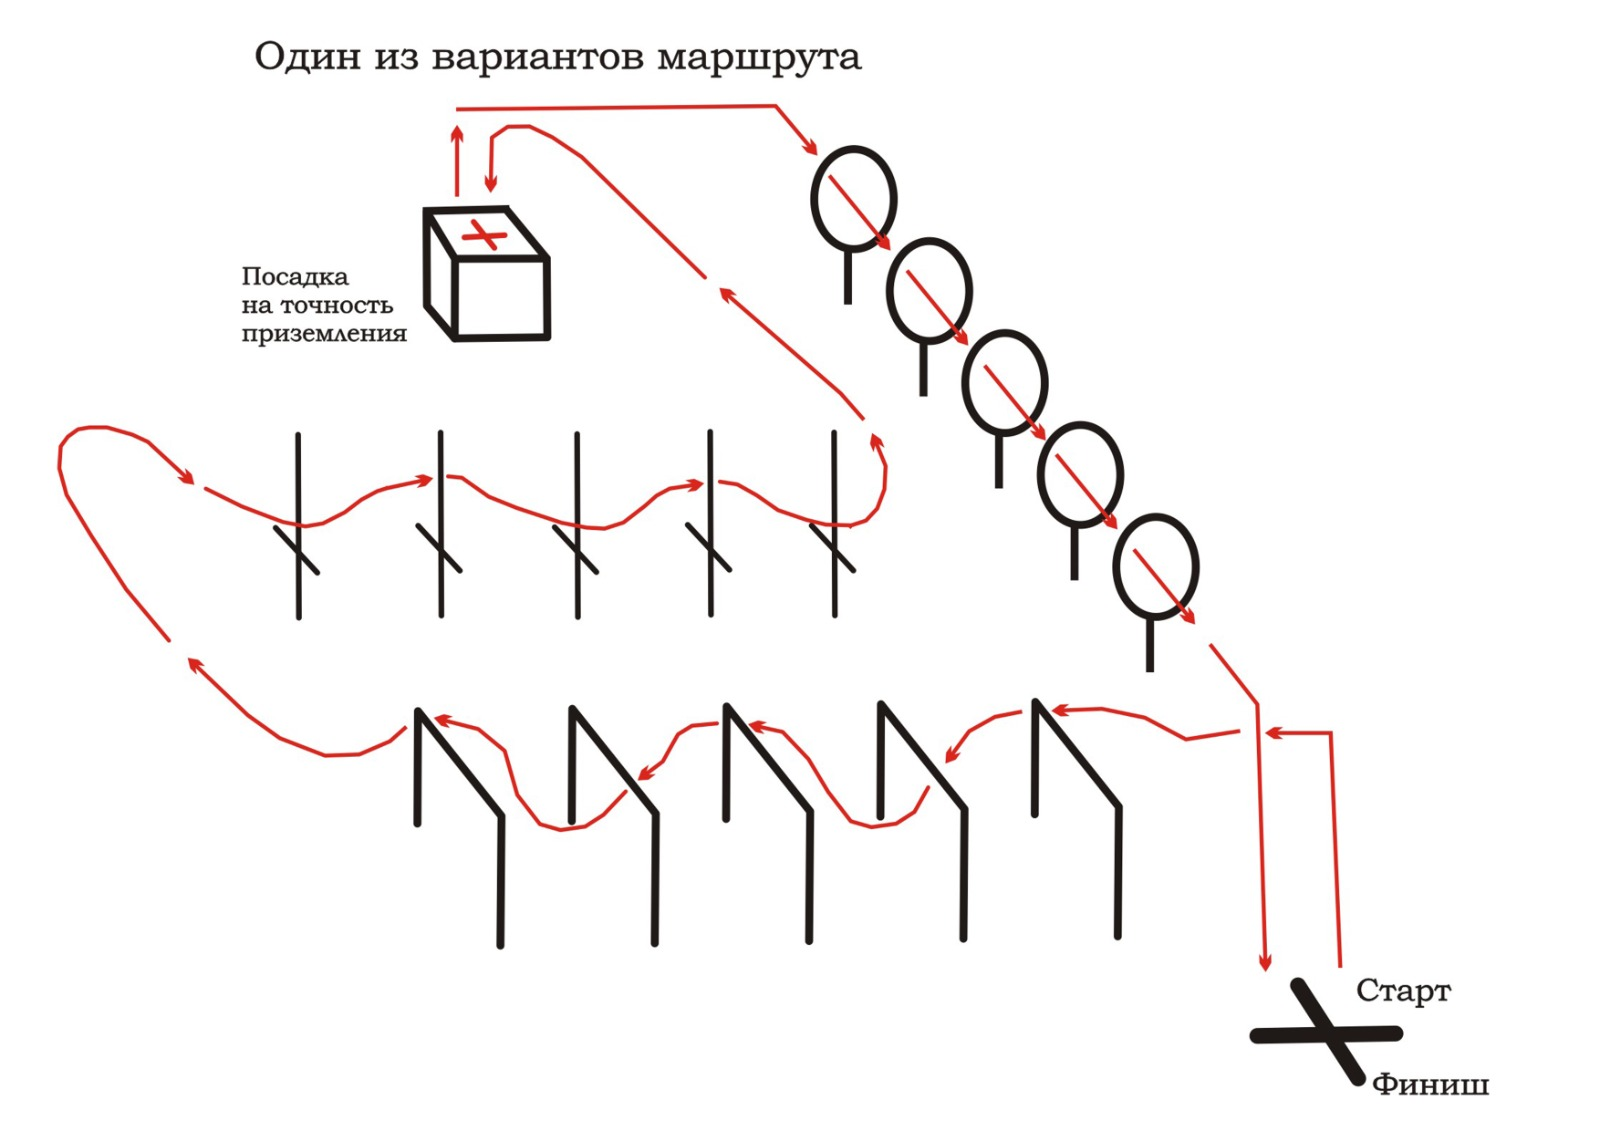 Один из вариантов маршрута
Посадка
на точность
приземления
Старт
Финиш